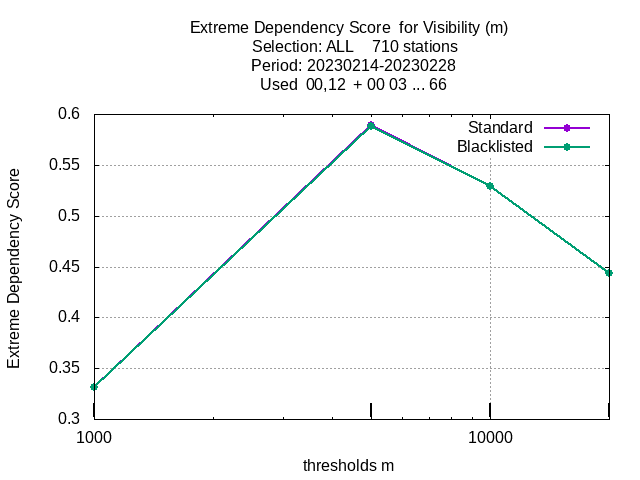 Extreme Dependency Score  for Visibility (m)
Selection: ALL    710 stations
Period: 20230214-20230228
Used  00,12  + 00 03 ... 66
Standard
Blacklisted
0.6
0.55
0.5
0.45
0.4
0.35
0.3
Extreme Dependency Score
1000
10000
thresholds m